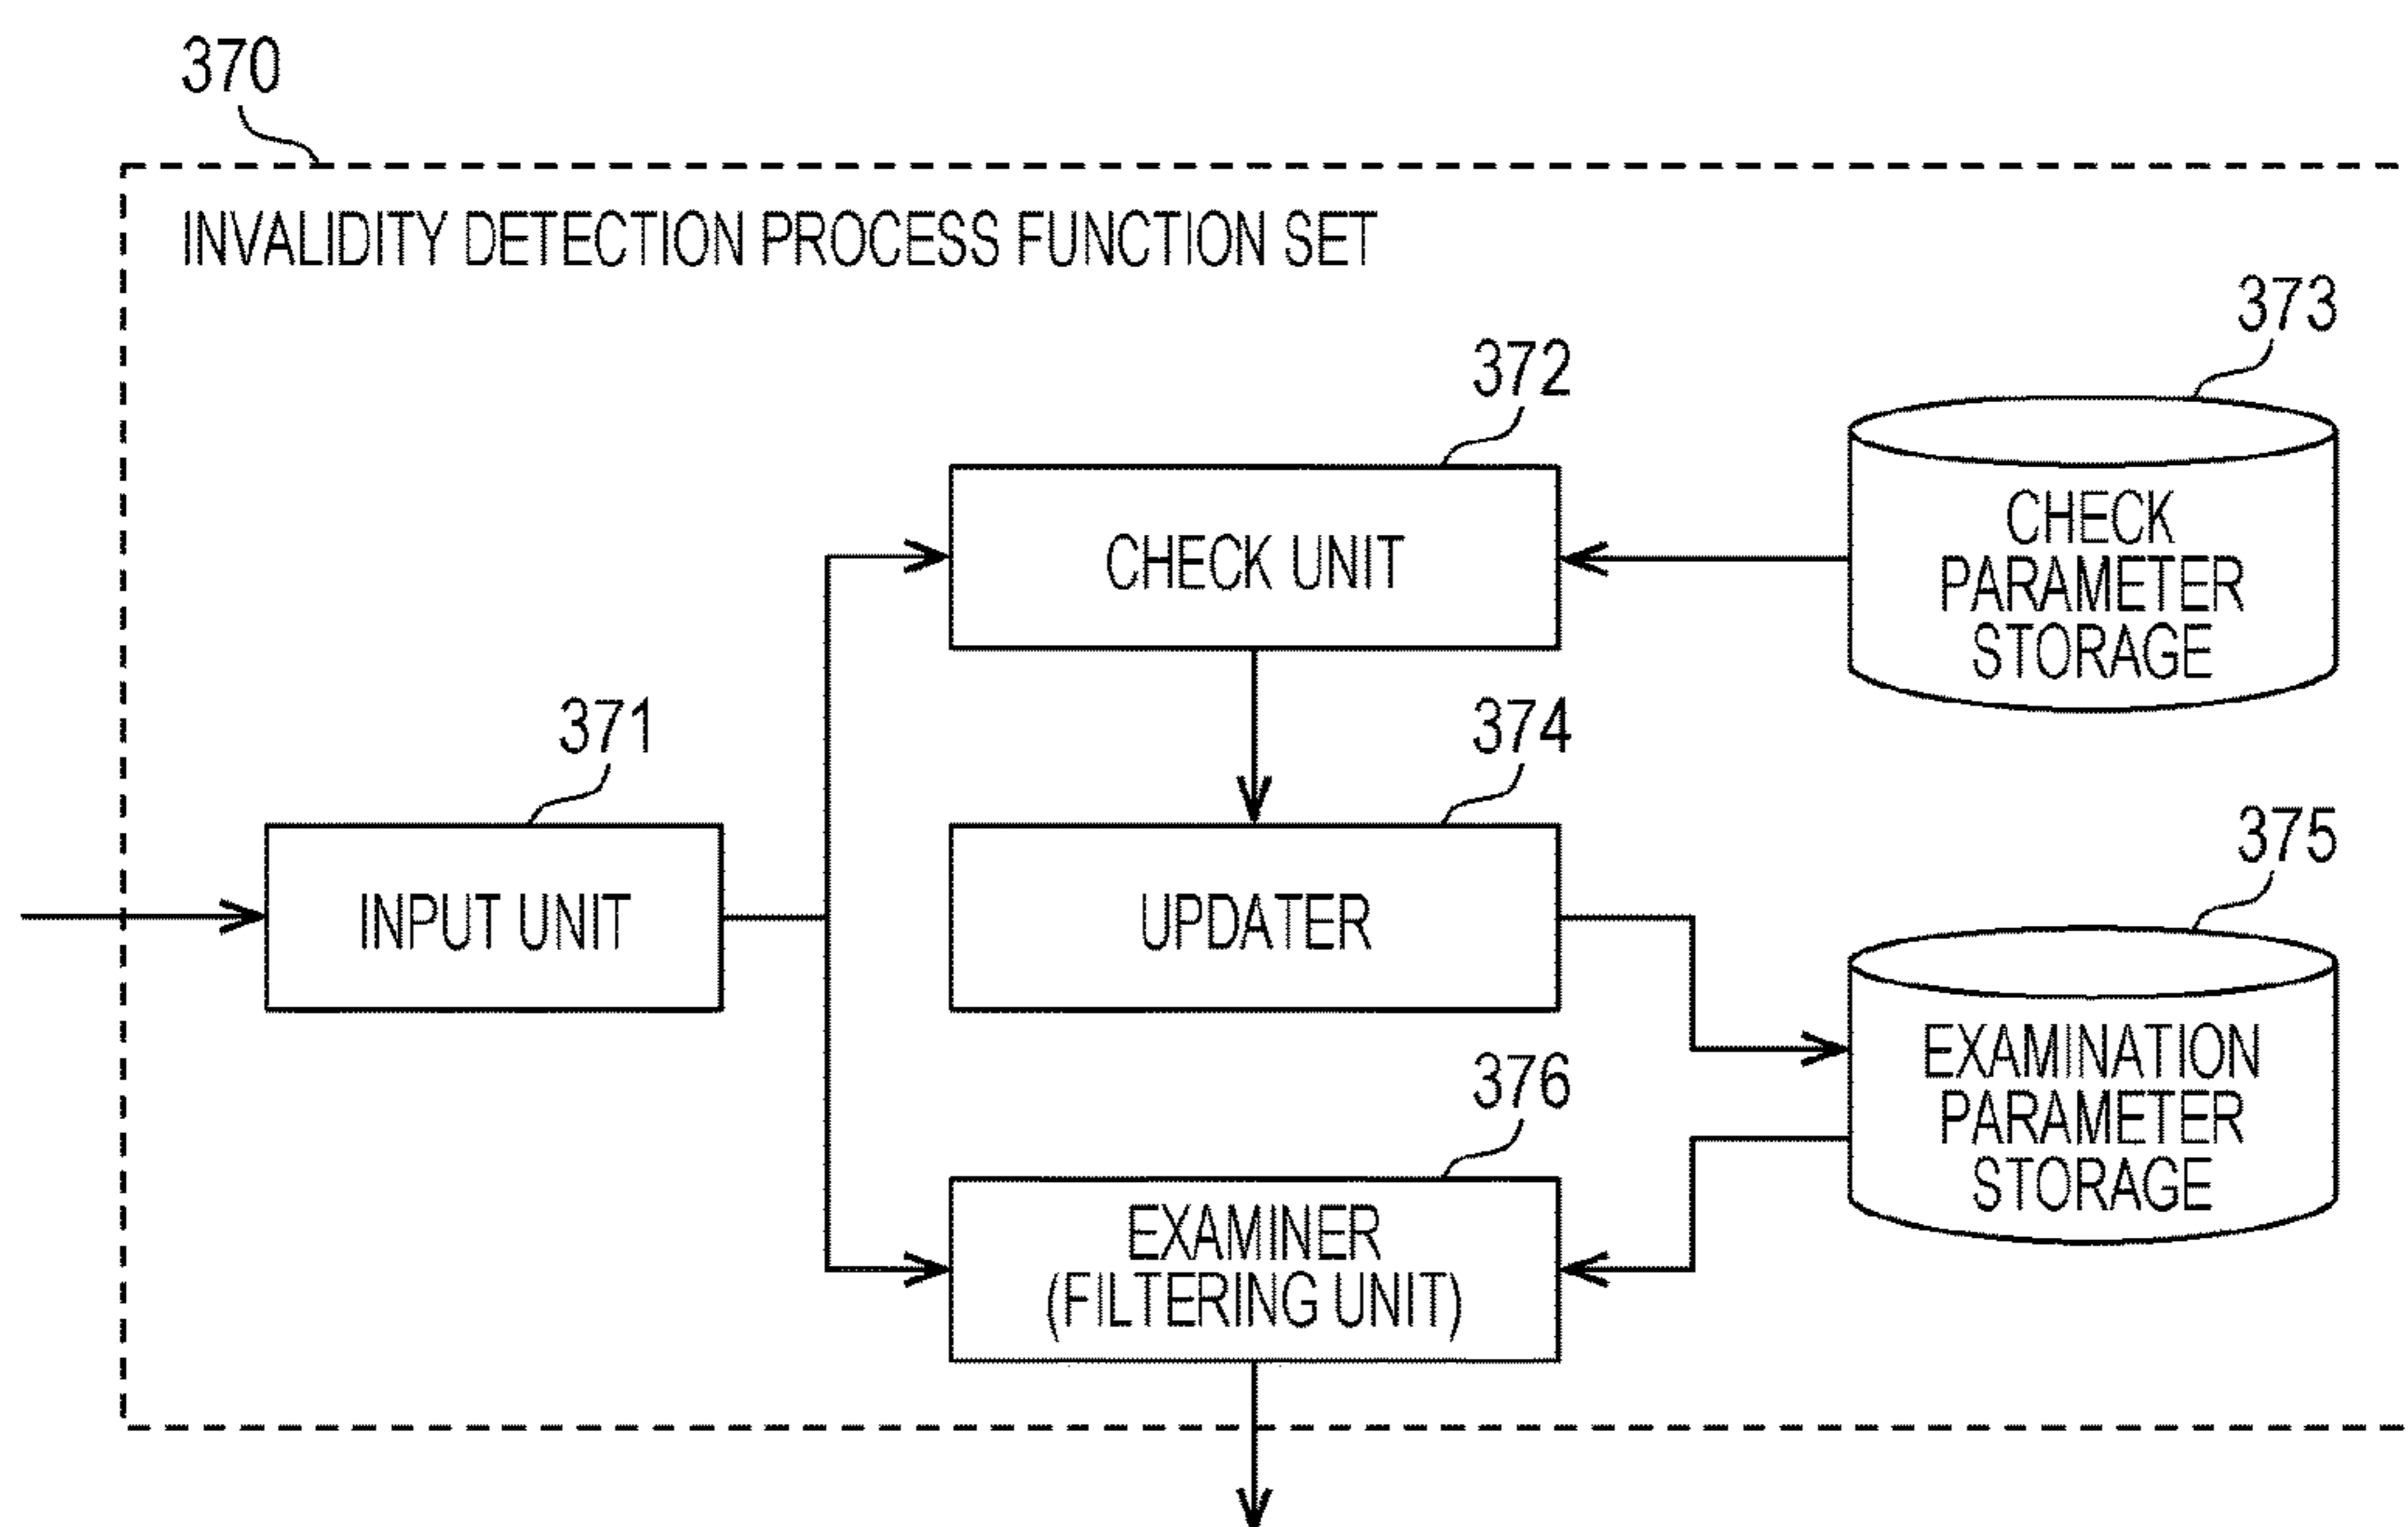 370
INVALIDITY DETECTION PROCESS FUNCTION SET
373
372
CHECK UNIT
CHECK
PARAMETER
STORAGE
371
374
375
INPUT UNIT
UPDATER
EXAMINATION
PARAMETER
STORAGE
376
EXAMINER
(FILTERING UNIT)